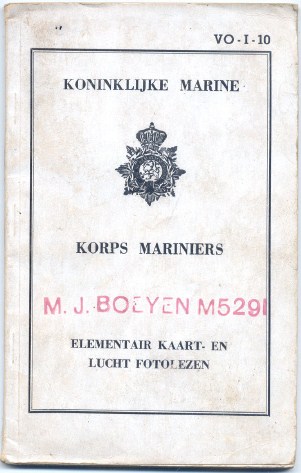 VO-I-10
KONINKLIJKE MARINE
KORPS MARINIERS
M. J. BOEYEN M5291
ELEMENTAIR KAART- EN
LUCHT FOTOLEZEN